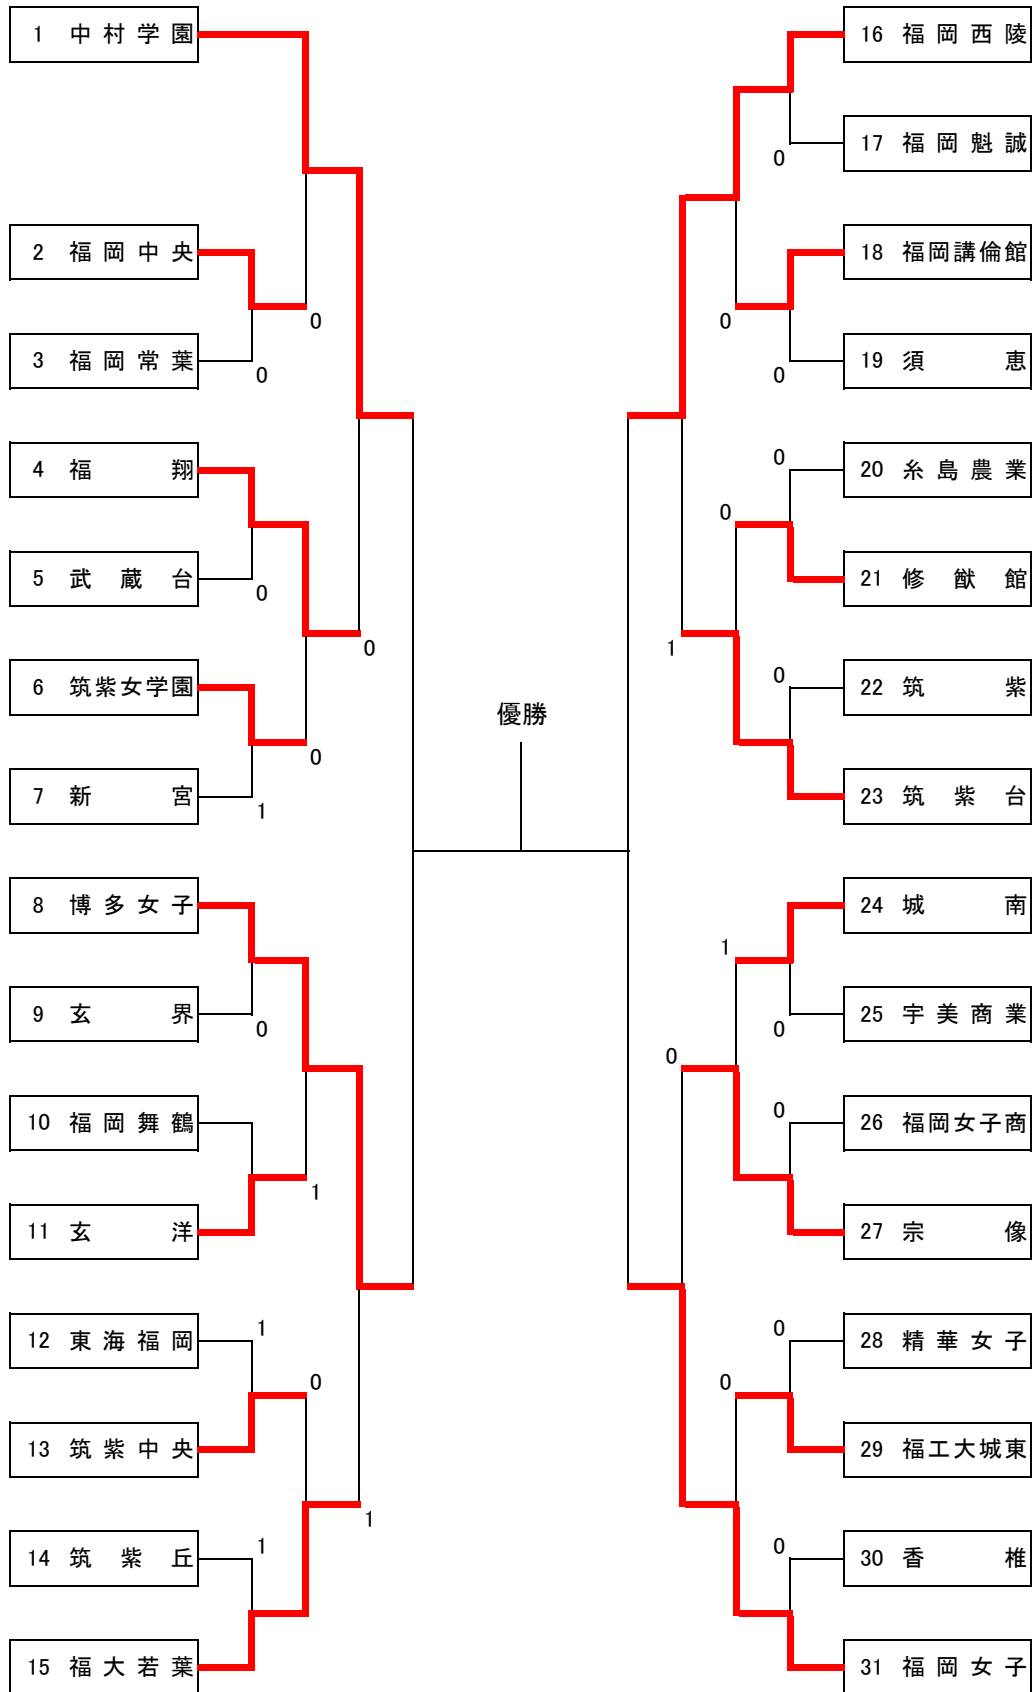 1 中村学園
0
2 福岡中央
0
3 福岡常葉
4 福翔
0
5 武蔵台
0
6 筑紫女学園
0
7 新宮
1
8 博多女子
0
9 玄界
10 福岡舞鶴
1
11 玄洋
12 東海福岡
1
0
13 筑紫中央
1
14 筑紫丘
1
15 福大若葉
優勝
16 福岡西陵
17 福岡魁誠
0
18 福岡講倫館
0
19 須恵
0
20 糸島農業
0
0
21 修猷館
1
22 筑紫
0
23 筑紫台
24 城南
1
25 宇美商業
0
0
26 福岡女子商
0
27 宗像
28 精華女子
0
0
29 福工大城東
30 香椎
0
31 福岡女子